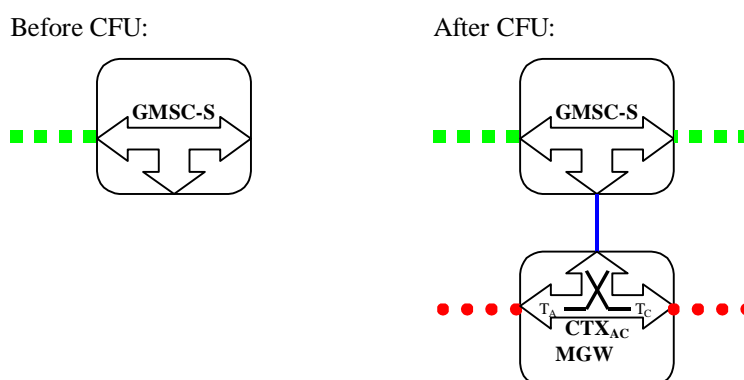 Before CFU:
After CFU:
GMSC-S
GMSC-S
TA
TC
CTXAC
MGW